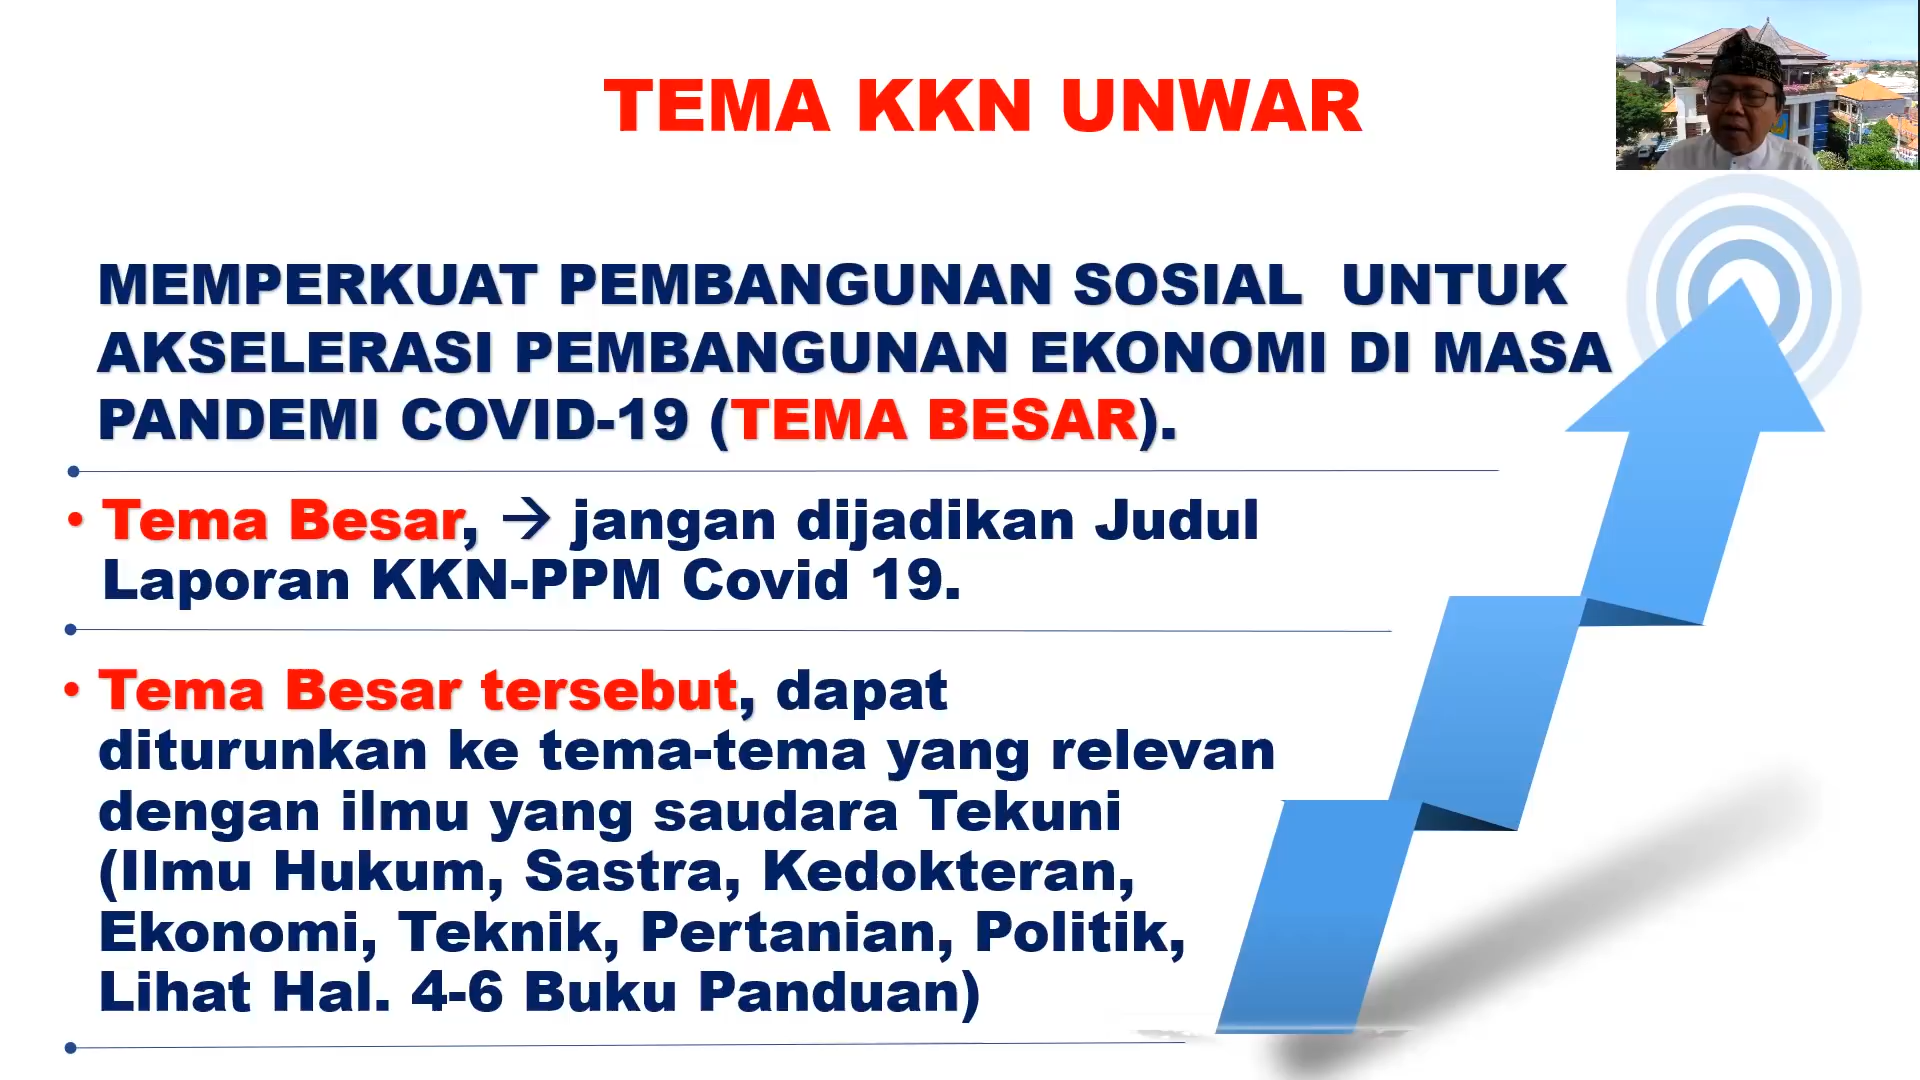 TEMA KKN UNWAR
MEMPERKUAT PEMBANGUNAN SOSIAL UNTUK
AKSELERASI PEMBANGUNAN EKONOMI DI MASA
PANDEMI COVID-19 (TEMA BESAR).
• Tema Besar, → jangan dijadikan Judul
Laporan KKN-PPM Covid 19.
• Tema Besar tersebut, dapat
diturunkan ke tema-tema yang relevan
dengan ilmu yang saudara Tekuni
(Ilmu Hukum, Sastra, Kedokteran,
Ekonomi, Teknik, Pertanian, Politik,
Lihat Hal. 4-6 Buku Panduan)